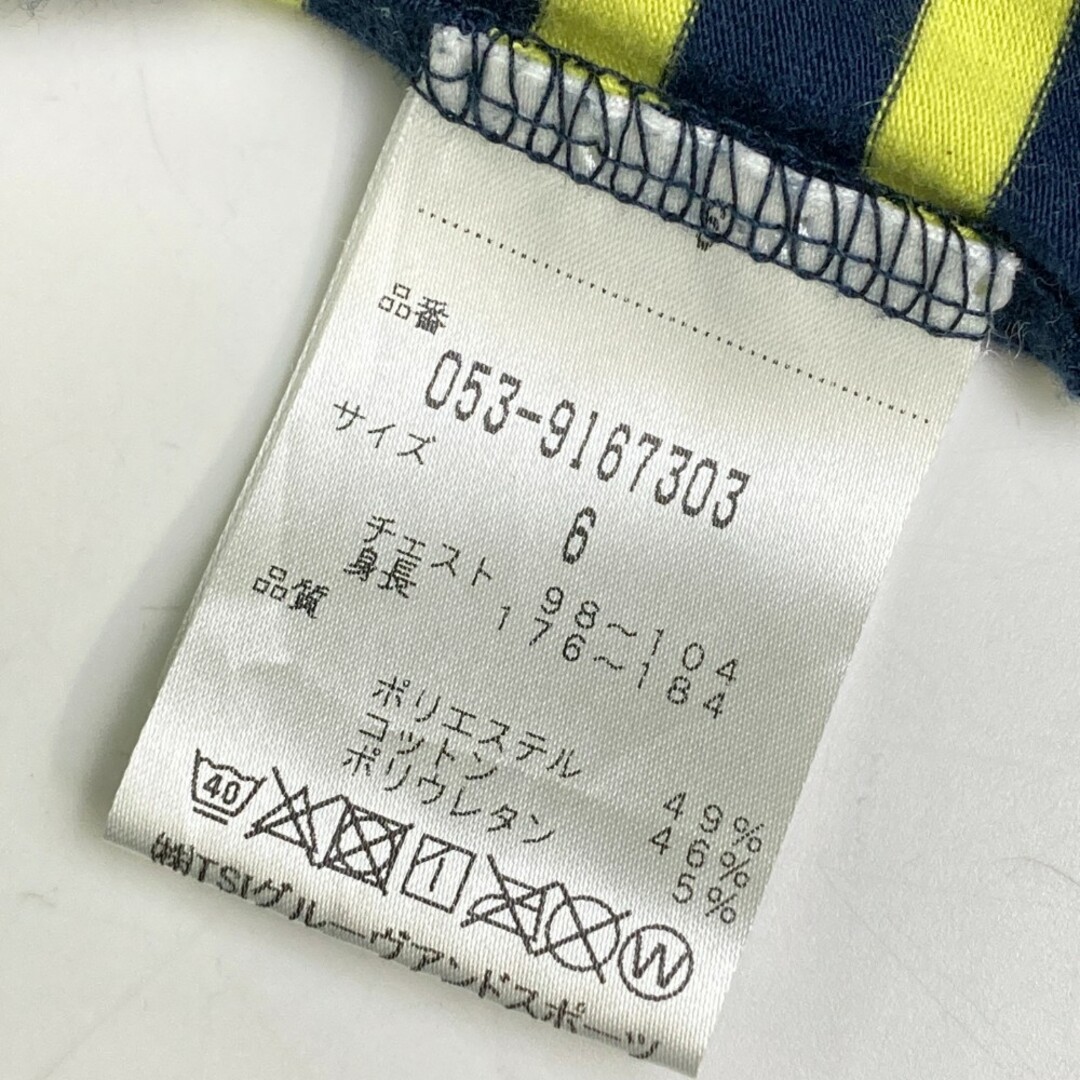 品番
053-9167303
サイズ
6
チェスト 98～104
身長 176～184
品質
ポリエステル 49%
コットン 46%
ポリウレタン 5%
40 W
㈱TSIグルーヴアンドスポーツ